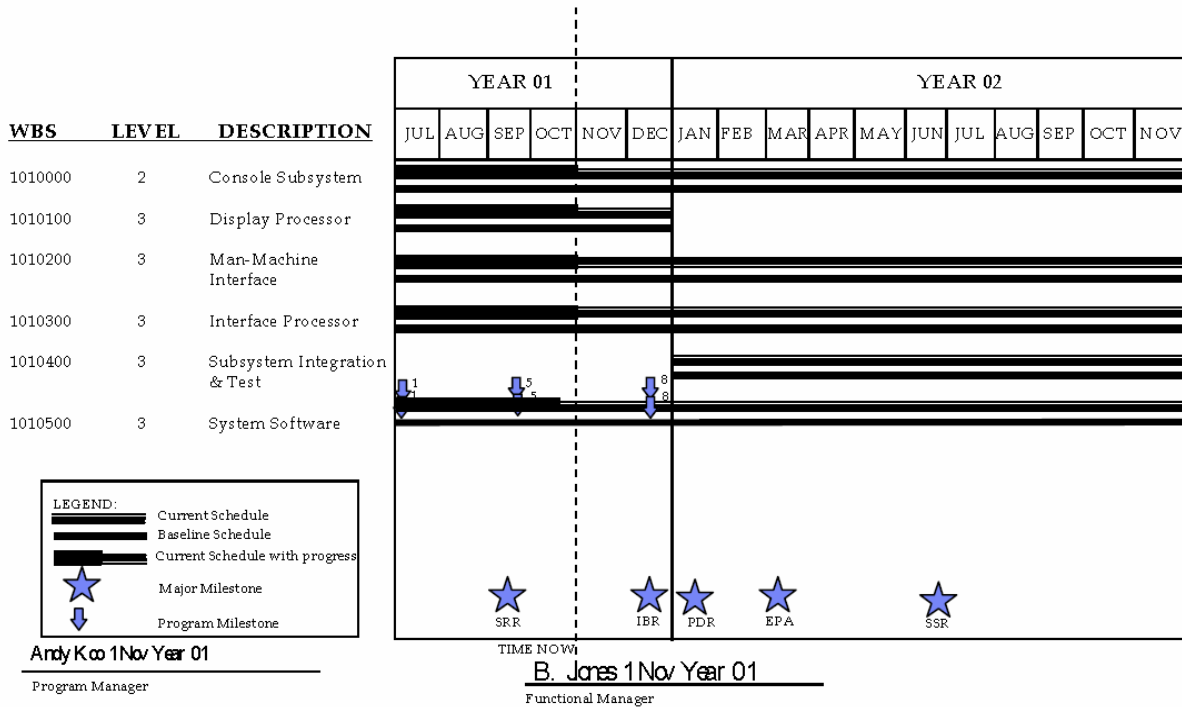 YEAR 01 YEAR 02
WBS LEVEL DESCRIPTION
JUL AUG SEP OCT NOV DEC JAN FEB MAR APR MAY JUN JUL AUG SEP OCT NOV
1010000 2 Console Subsystem
1010100 3 Display Processor
1010200 3 Man-Machine
Interface
1010300 3 Interface Processor
1010400 3 Subsystem Integration
& Test
1 5 8
1 5 8
1010500 3 System Software
LEGEND:
Current Schedule
Baseline Schedule
Current Schedule with progress
Major Milestone
Program Milestone
SRR IBR PDR EPA SSR
TIME NOW
Andy Koo 1 Nov Year 01
Program Manager
B. Jones 1 Nov Year 01
Functional Manager